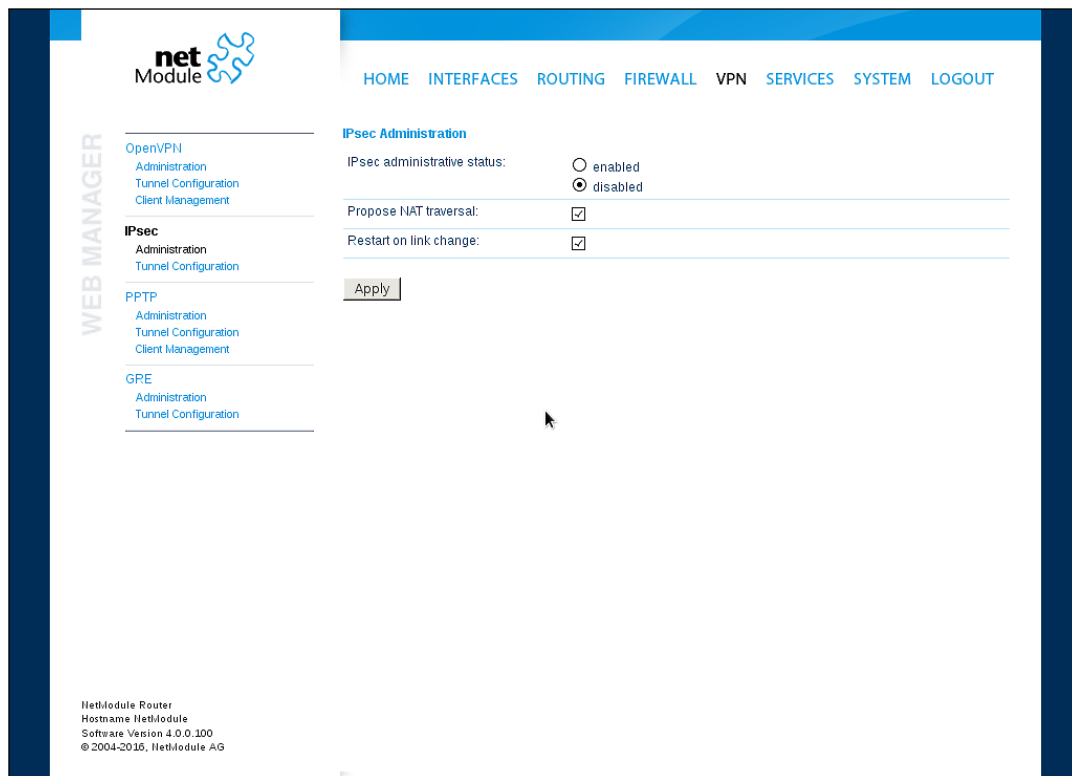 net
Module
HOME INTERFACES ROUTING FIREWALL VPN SERVICES SYSTEM LOGOUT
WEB MANAGER
OpenVPN
Administration
Tunnel Configuration
Client Management
IPsec
Administration
Tunnel Configuration
PPTP
Administration
Tunnel Configuration
Client Management
GRE
Administration
Tunnel Configuration
IPsec Administration
IPsec administrative status:
enabled
disabled
Propose NAT traversal:
Restart on link change:
Apply
NetModule Router
Hostname NetModule
Software Version 4.0.0.100
© 2004-2016, NetModule AG